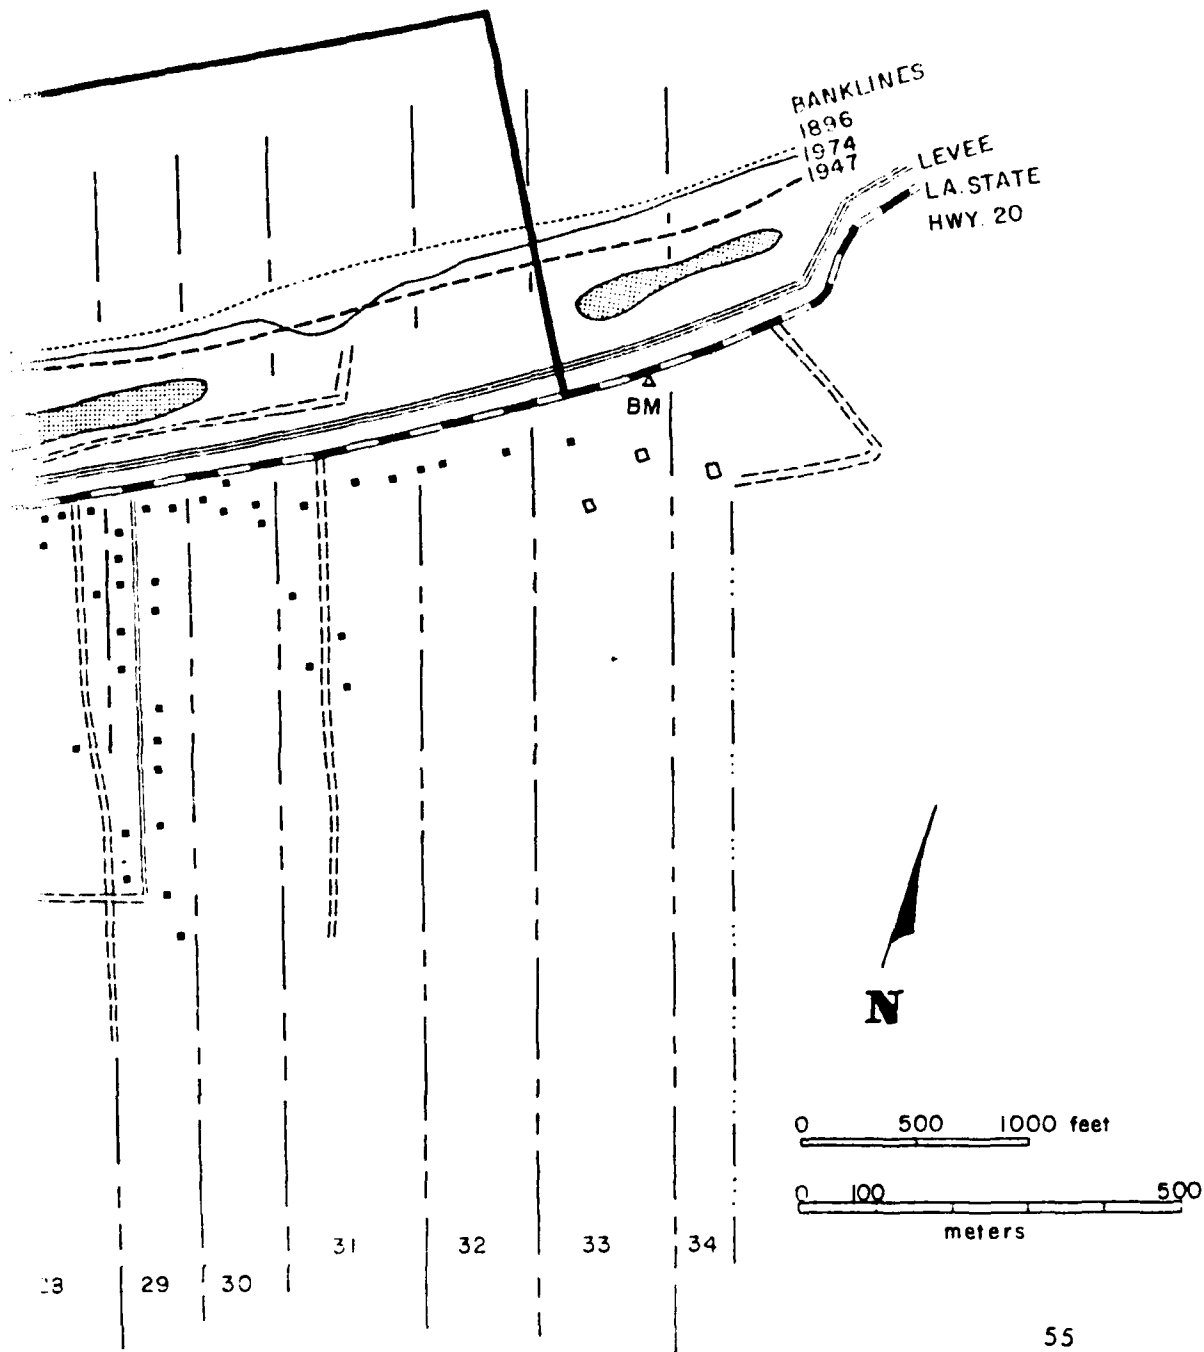 BANKLINES
1896
1974
1947
LEVEE
LA. STATE
HWY. 20
BM
N
0 500 1000 feet
0 100 500
meters
31 32 33 34
29 30
55